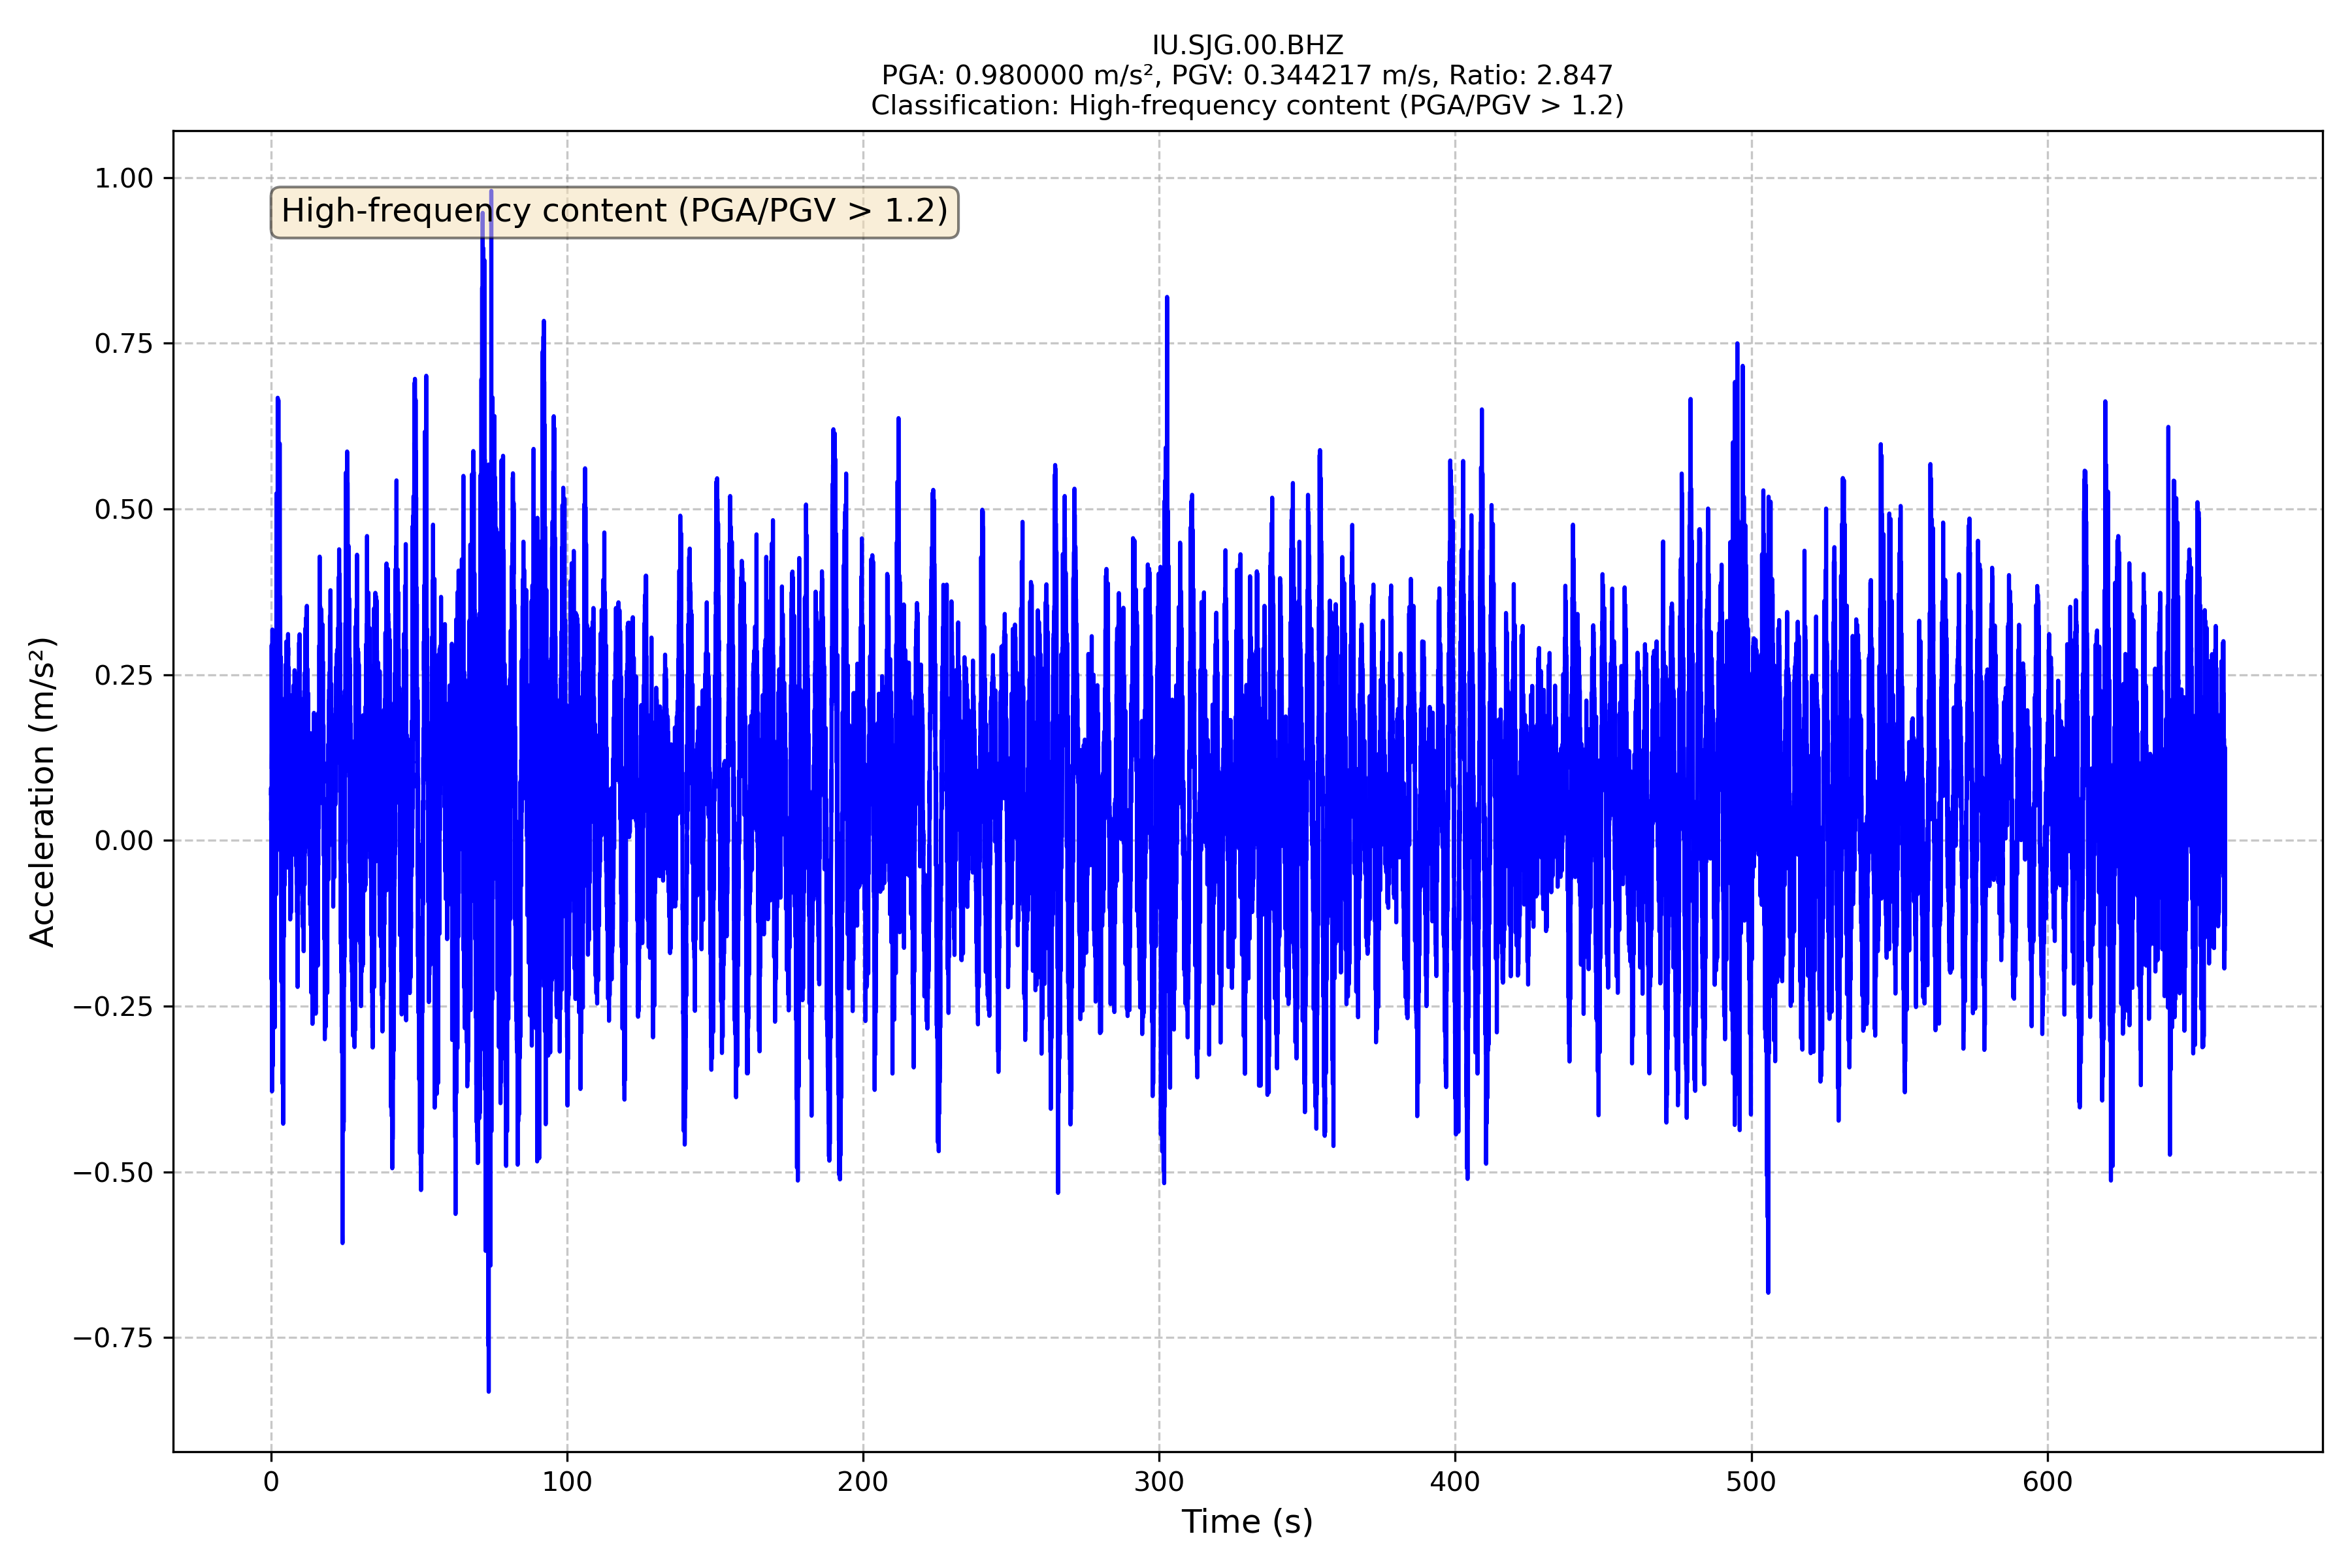 IU.SJG.00.BHZ
PGA: 0.980000 m/s², PGV: 0.344217 m/s, Ratio: 2.847
Classification: High-frequency content (PGA/PGV > 1.2)
High-frequency content (PGA/PGV > 1.2)
Acceleration (m/s²)
1.00
0.75
0.50
0.25
0.00
−0.25
−0.50
−0.75
0 100 200 300 400 500 600
Time (s)